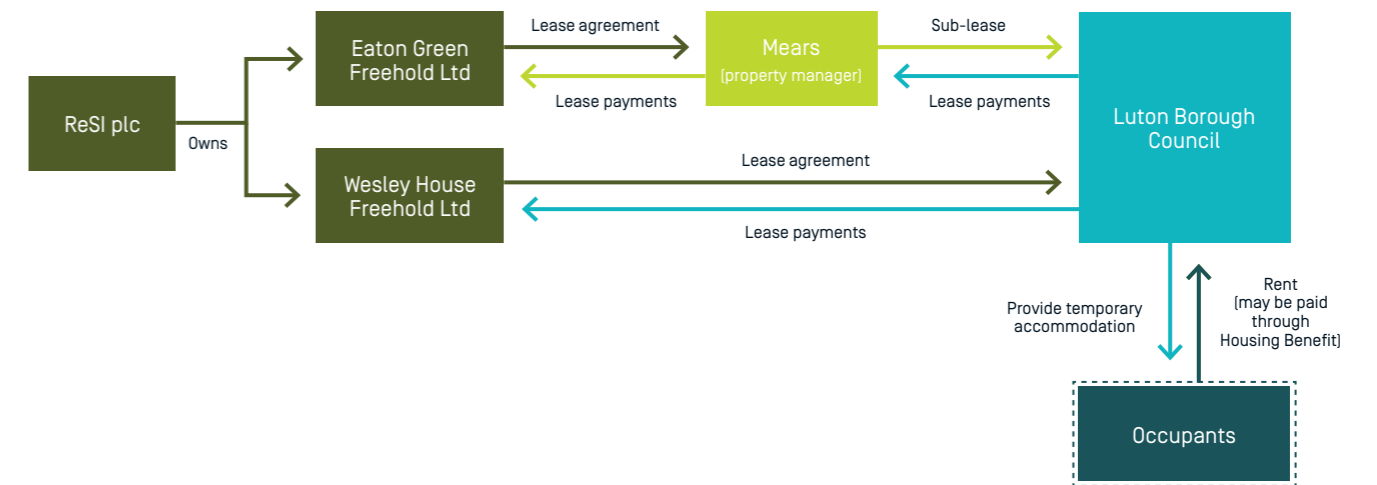 Lease agreement
Sub-lease
Eaton Green
Freehold Ltd
Mears
(property manager)
Lease payments
Lease payments
ReSI plc
Owns
Luton Borough
Council
Lease agreement
Wesley House
Freehold Ltd
Lease payments
Provide temporary
accommodation
Rent
(may be paid
through
Housing Benefit)
Occupants